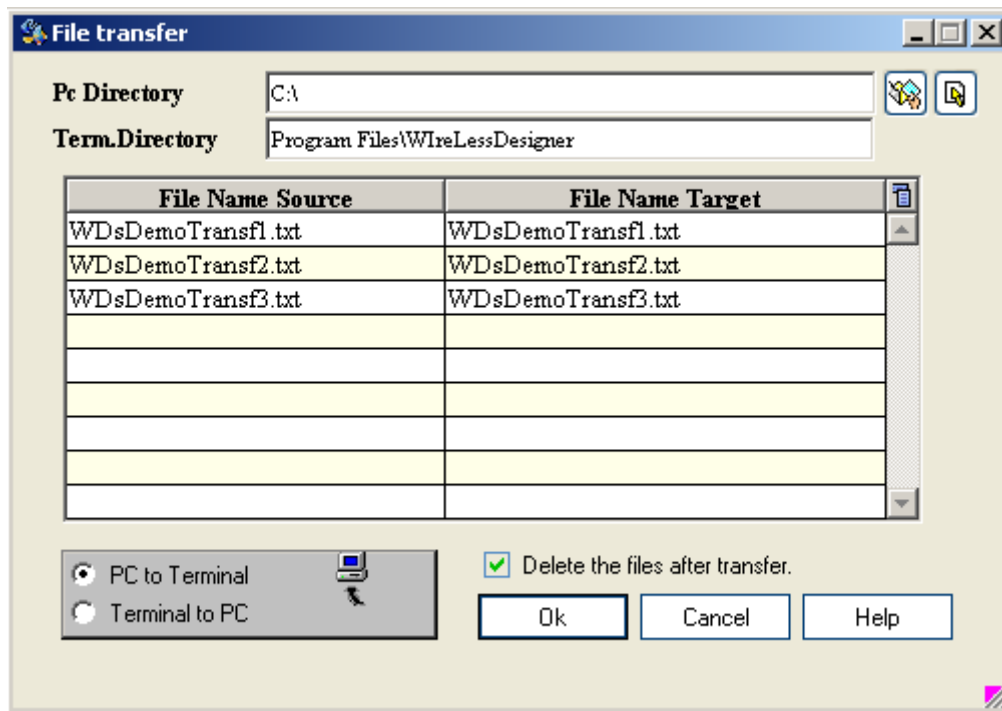 File transfer
Pc Directory C:\
Term.Directory Program Files\WIreLessDesigner
File Name Source File Name Target
WDsDemoTransf1.txt WDsDemoTransf1.txt
WDsDemoTransf2.txt WDsDemoTransf2.txt
WDsDemoTransf3.txt WDsDemoTransf3.txt
PC to Terminal
Terminal to PC
Delete the files after transfer.
Ok Cancel Help